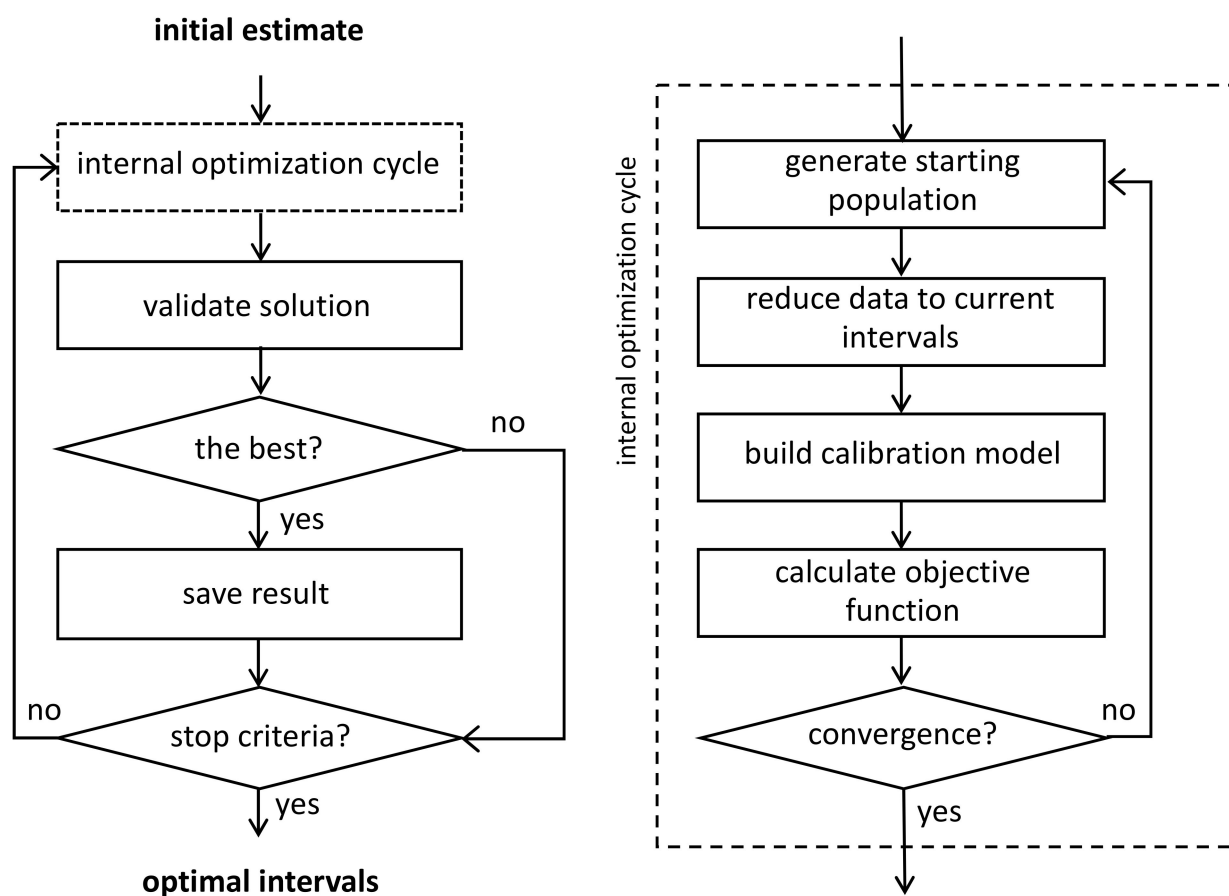 initial estimate
internal optimization cycle
validate solution
the best?
no
yes
save result
no
stop criteria?
yes
optimal intervals
internal optimization cycle
generate starting
population
reduce data to current
intervals
build calibration model
calculate objective
function
convergence?
no
yes